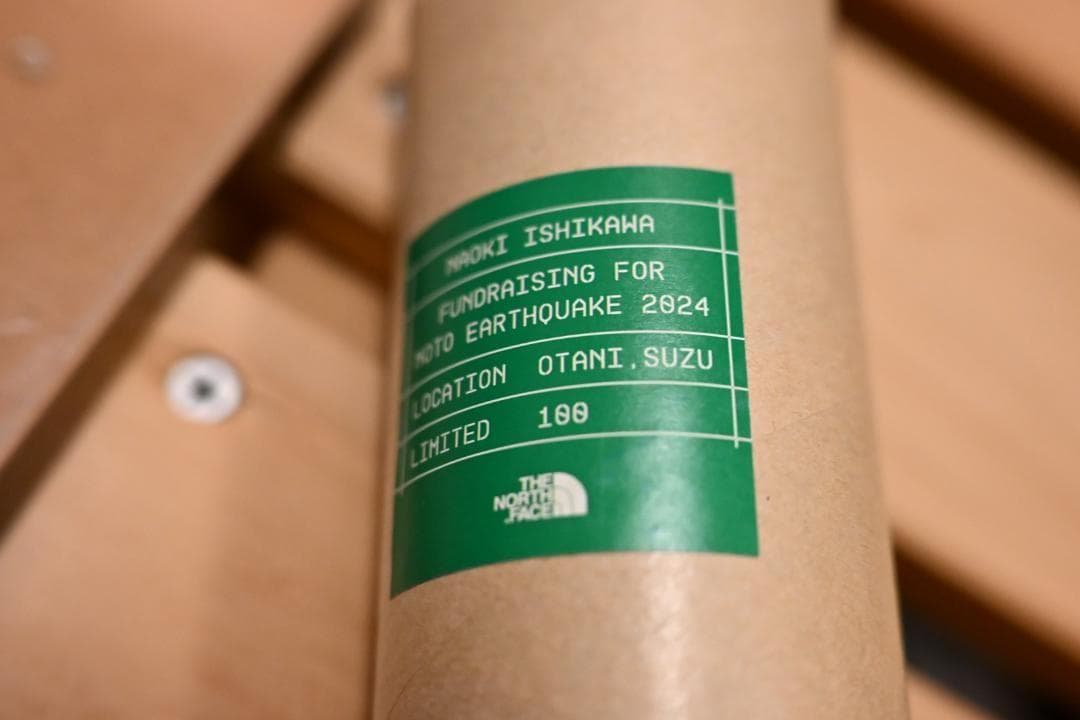 NAOKI ISHIKAWA
FUNDRAISING FOR
NOTO EARTHQUAKE 2024
LOCATION OTANI,SUZU
LIMITED 100
THE
NORTH
FACE